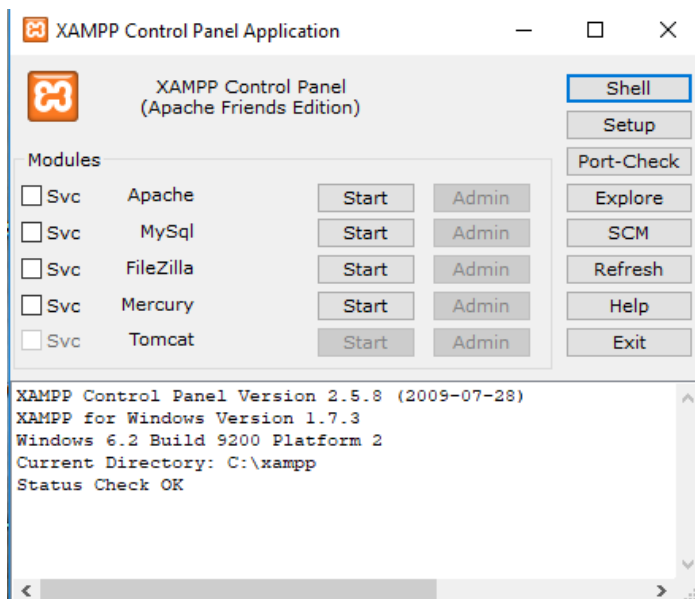 XAMPP Control Panel Application
XAMPP Control Panel
(Apache Friends Edition)
Shell
Setup
Port-Check
Explore
SCM
Refresh
Help
Exit
Modules
Svc Apache Start Admin
Svc MySql Start Admin
Svc FileZilla Start Admin
Svc Mercury Start Admin
Svc Tomcat Start Admin
XAMPP Control Panel Version 2.5.8 (2009-07-28)
XAMPP for Windows Version 1.7.3
Windows 6.2 Build 9200 Platform 2
Current Directory: C:\xampp
Status Check OK